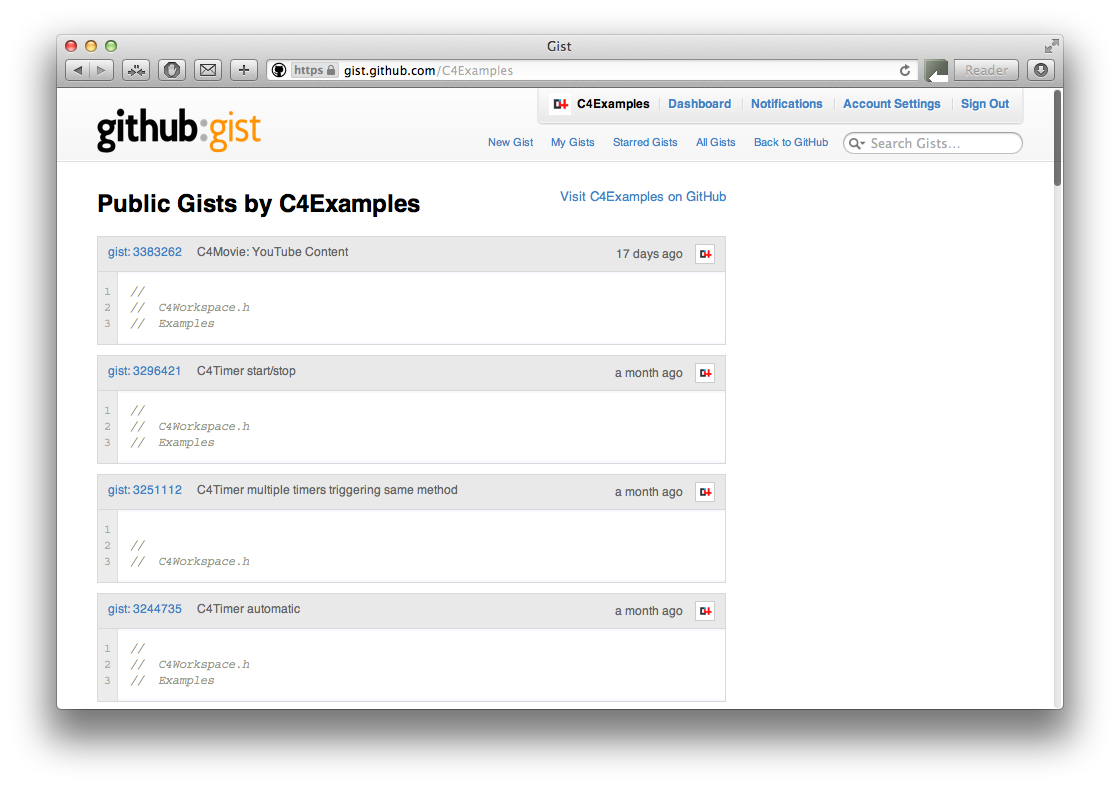 Gist
https gist.github.com/C4Examples Reader
C4Examples Dashboard Notifications Account Settings Sign Out
github:gist
New Gist My Gists Starred Gists All Gists Back to GitHub Search Gists...
Public Gists by C4Examples
Visit C4Examples on GitHub
gist: 3383262 C4Movie: YouTube Content 17 days ago
1 //
2 // C4Workspace.h
3 // Examples
gist: 3296421 C4Timer start/stop a month ago
1 //
2 // C4Workspace.h
3 // Examples
gist: 3251112 C4Timer multiple timers triggering same method a month ago
1
2 //
3 // C4Workspace.h
gist: 3244735 C4Timer automatic a month ago
1 //
2 // C4Workspace.h
3 // Examples